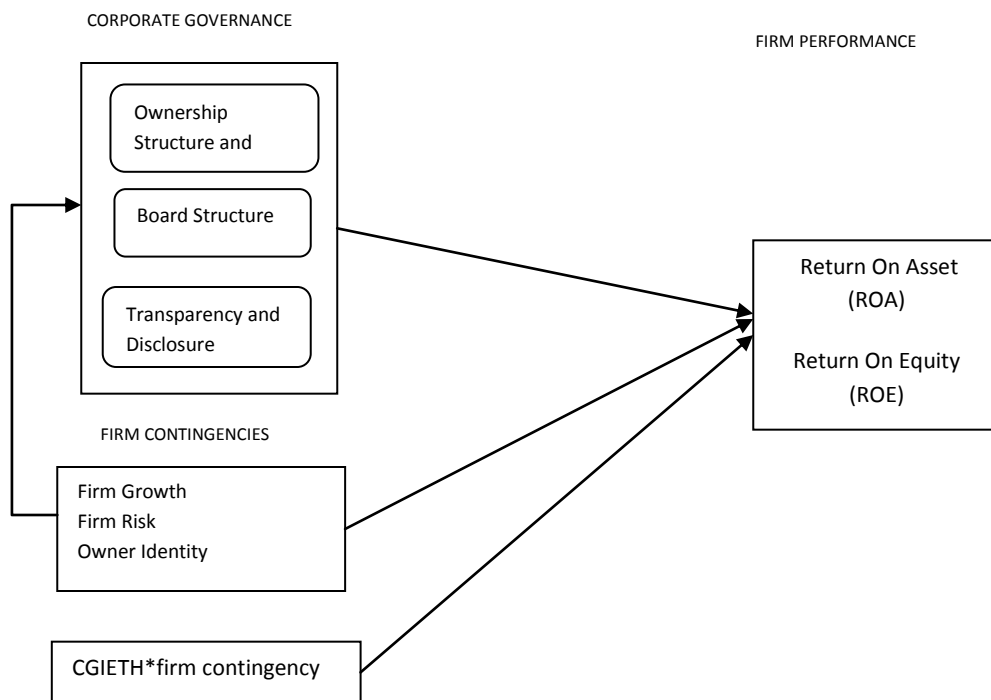 CORPORATE GOVERNANCE
FIRM PERFORMANCE
Ownership
Structure and
Board Structure
Transparency and
Disclosure
Return On Asset
(ROA)
Return On Equity
(ROE)
FIRM CONTINGENCIES
Firm Growth
Firm Risk
Owner Identity
CGIETH*firm contingency